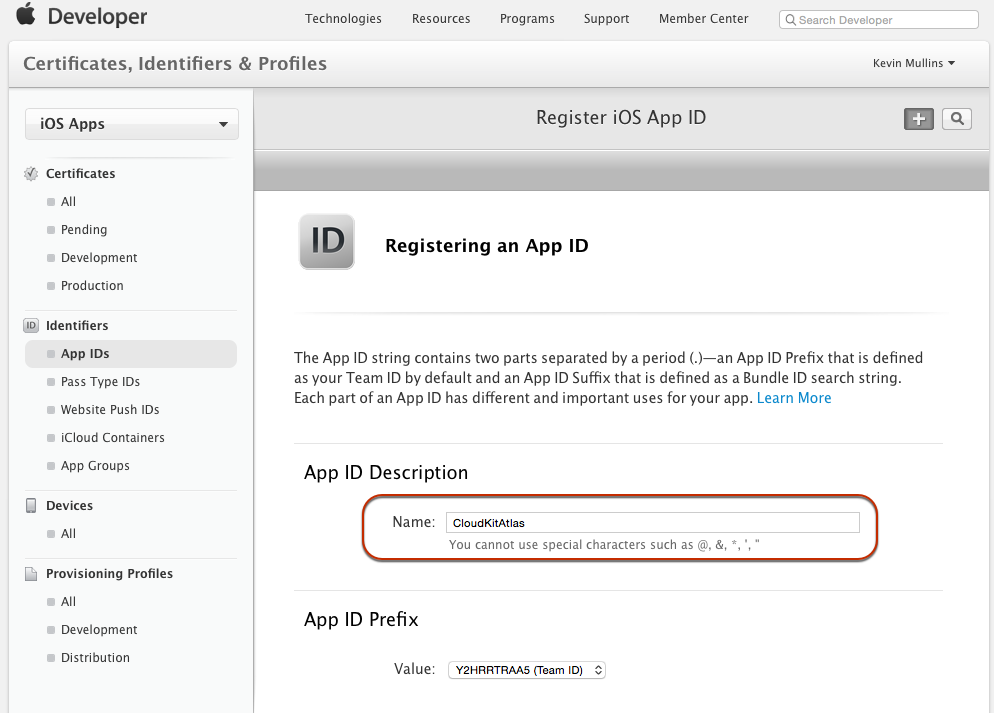 Developer
Technologies Resources Programs Support Member Center Search Developer
Certificates, Identifiers & Profiles
Kevin Mullins
iOS Apps
Register iOS App ID
Certificates
All
Pending
Development
Production
ID Identifiers
App IDs
Pass Type IDs
Website Push IDs
iCloud Containers
App Groups
Devices
All
Provisioning Profiles
All
Development
Distribution
ID
Registering an App ID
The App ID string contains two parts separated by a period (.)—an App ID Prefix that is defined
as your Team ID by default and an App ID Suffix that is defined as a Bundle ID search string.
Each part of an App ID has different and important uses for your app. Learn More
App ID Description
Name: CloudKitAtlas
You cannot use special characters such as @, &, *, ', "
App ID Prefix
Value: Y2HRRTRAA5 (Team ID)